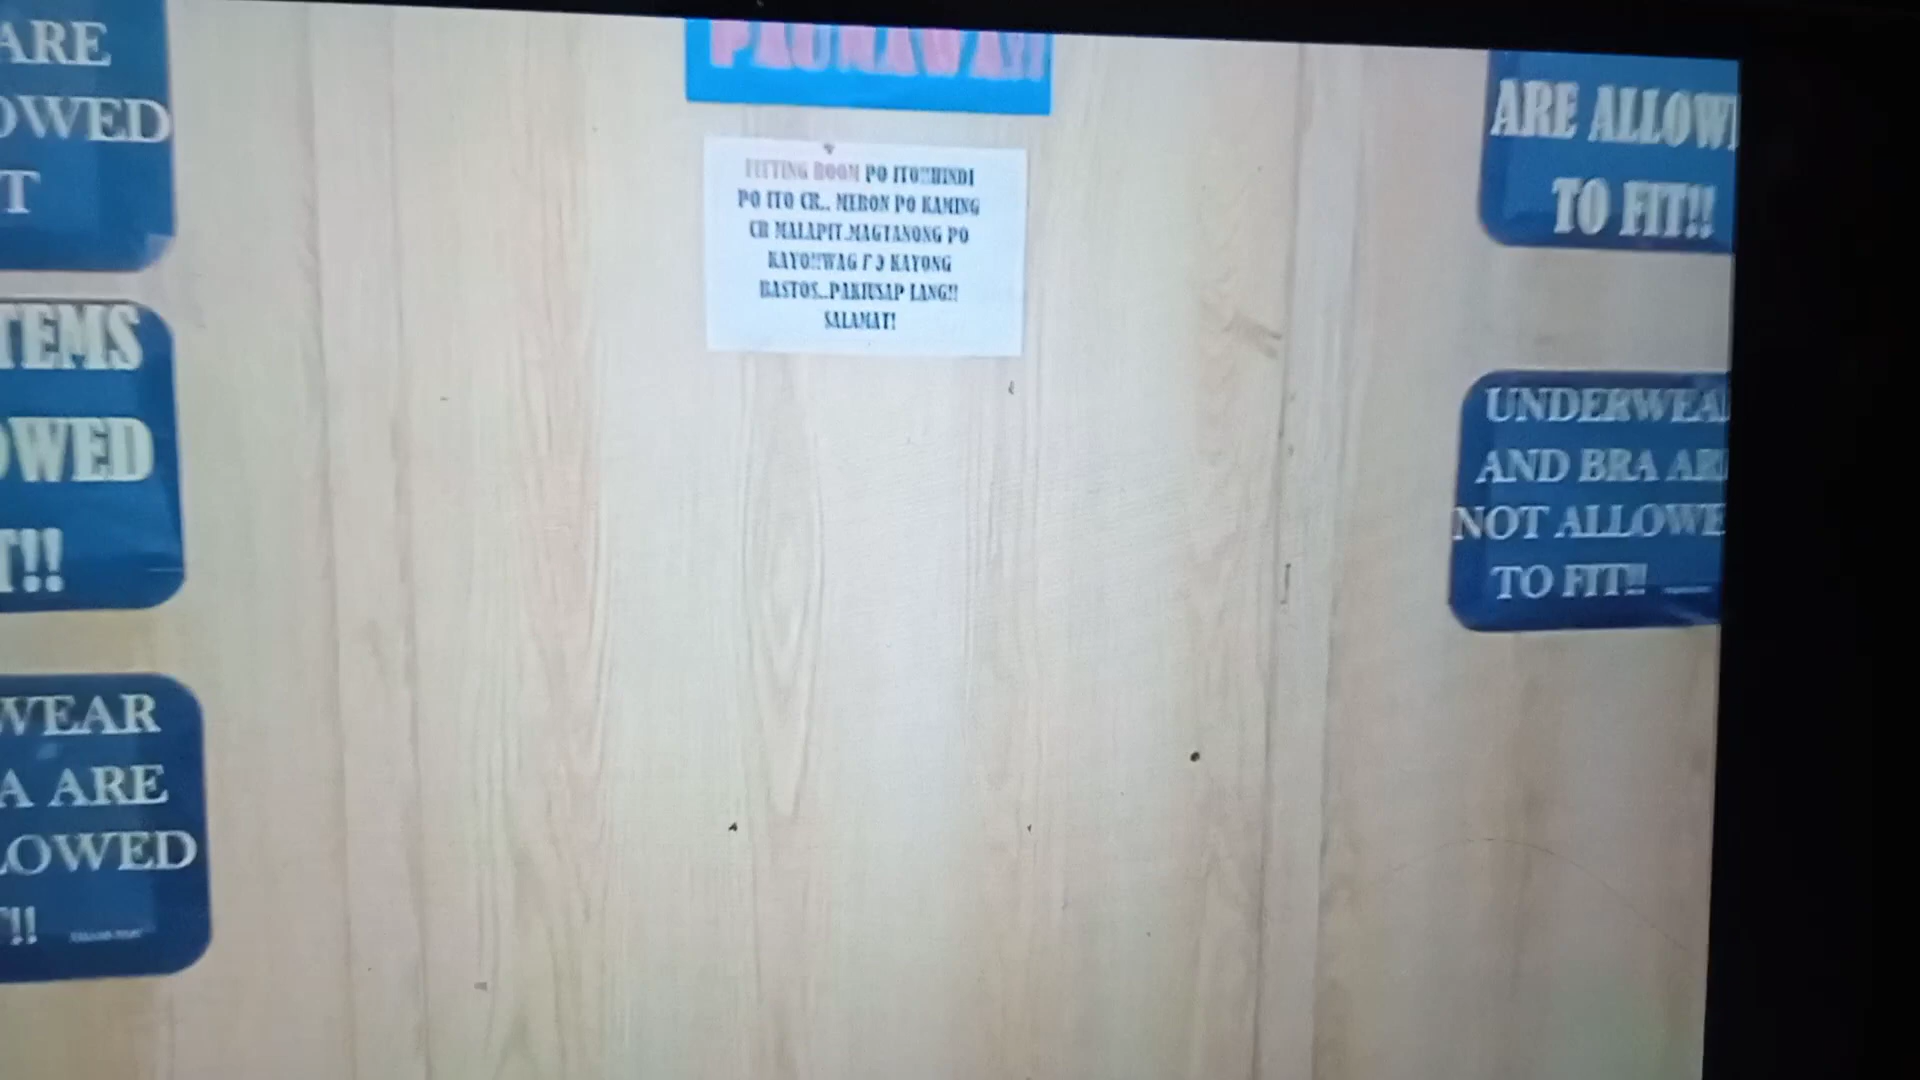 ARE
OWED
T
TEMS
OWED
T!!
WEAR
A ARE
LOWED
T!!
PAUNAWA!!
FITTING ROOM PO ITO!!HINDI
PO ITO CR.. MERON PO KAMING
CR MALAPIT.MAGTANONG PO
KAYO!!WAG PO KAYONG
BASTOS..PAKIUSAP LANG!!
SALAMAT!
ARE ALLOW
TO FIT!!
UNDERWEA
AND BRA AR
NOT ALLOWE
TO FIT!!